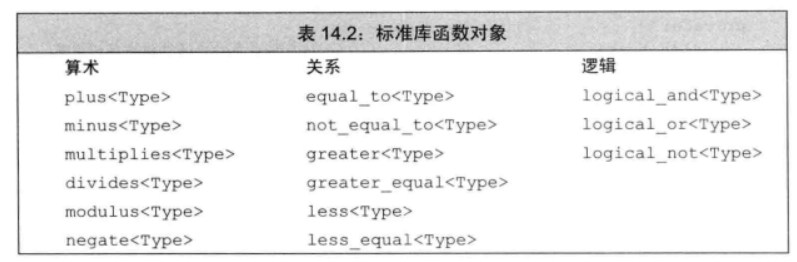 表 14.2：标准库函数对象
算术 关系 逻辑
plus<Type> equal_to<Type> logical_and<Type>
minus<Type> not_equal_to<Type> logical_or<Type>
multiplies<Type> greater<Type> logical_not<Type>
divides<Type> greater_equal<Type>
modulus<Type> less<Type>
negate<Type> less_equal<Type>